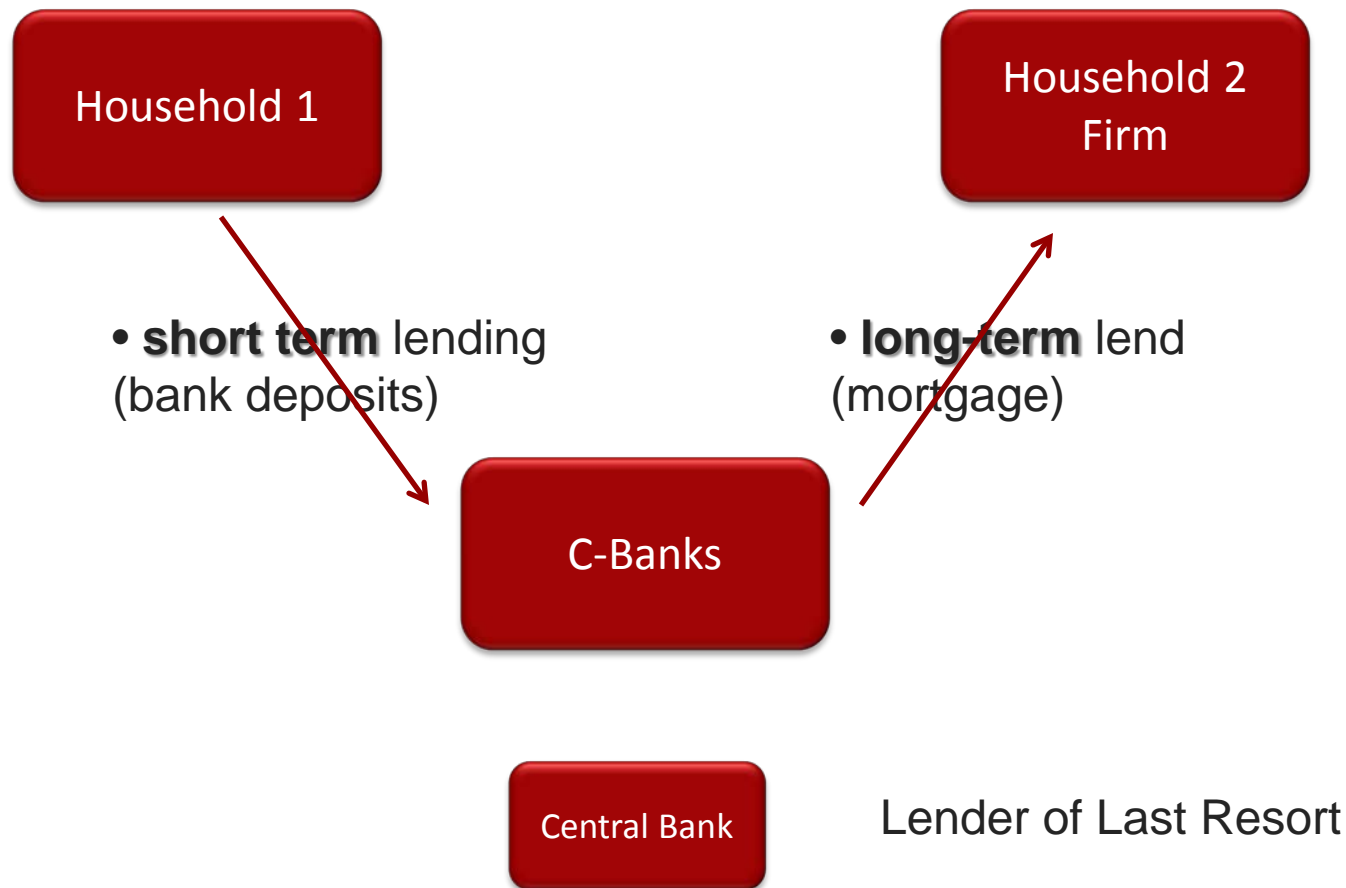 Household 1
Household 2
Firm
• short term lending
(bank deposits)
• long-term lend
(mortgage)
C-Banks
Central Bank
Lender of Last Resort